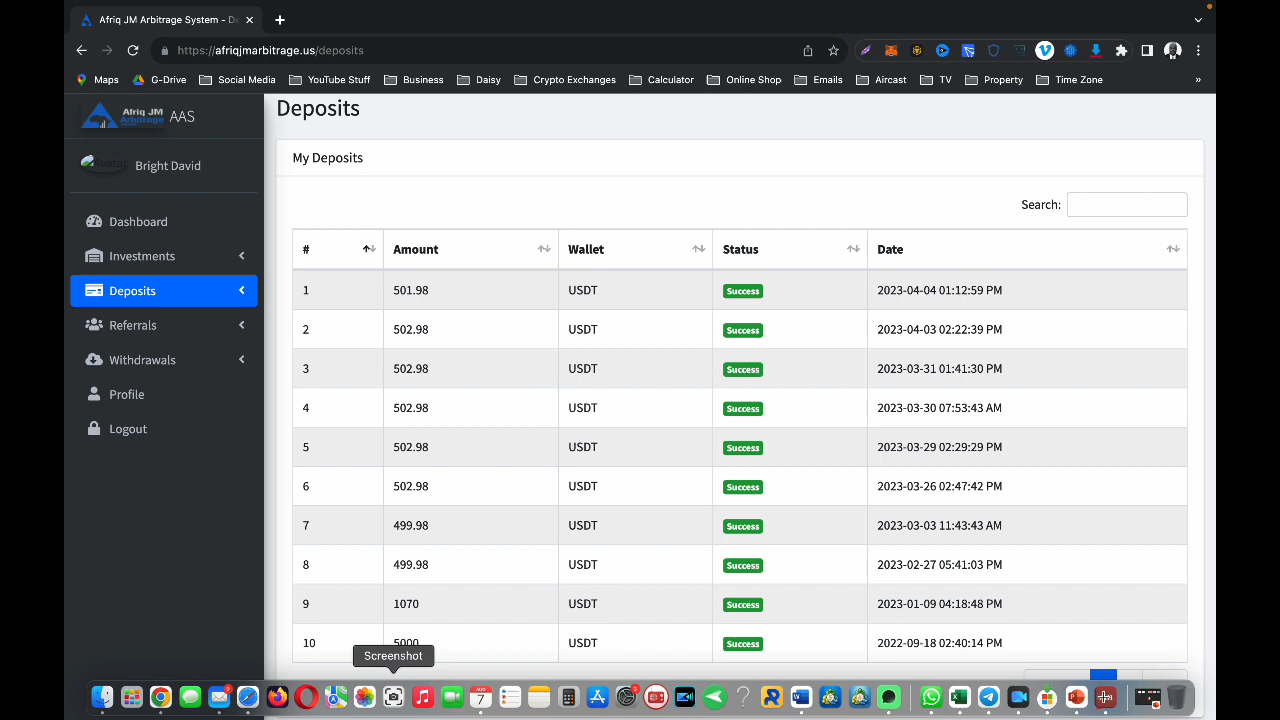 Afriq JM Arbitrage System - De
https://afriqjmarbitrage.us/deposits
Maps G-Drive Social Media YouTube Stuff Business Daisy Crypto Exchanges Calculator Online Shop Emails Aircast TV Property Time Zone »
Afriq JM
Arbitrage
AAS
Avatar
Bright David
Dashboard
Investments
Deposits
Referrals
Withdrawals
Profile
Logout
Deposits
My Deposits
Search:
# Amount Wallet Status Date
1 501.98 USDT Success 2023-04-04 01:12:59 PM
2 502.98 USDT Success 2023-04-03 02:22:39 PM
3 502.98 USDT Success 2023-03-31 01:41:30 PM
4 502.98 USDT Success 2023-03-30 07:53:43 AM
5 502.98 USDT Success 2023-03-29 02:29:29 PM
6 502.98 USDT Success 2023-03-26 02:47:42 PM
7 499.98 USDT Success 2023-03-03 11:43:43 AM
8 499.98 USDT Success 2023-02-27 05:41:03 PM
9 1070 USDT Success 2023-01-09 04:18:48 PM
10 5000 USDT Success 2022-09-18 02:40:14 PM
Screenshot